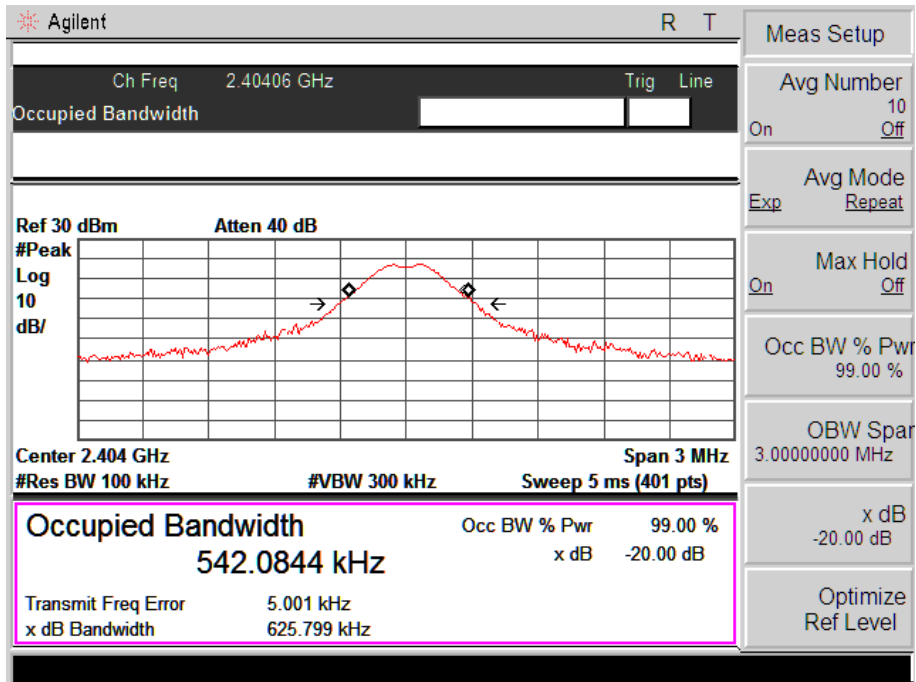 Agilent R T
Ch Freq 2.40406 GHz Trig Line
Occupied Bandwidth
Ref 30 dBm Atten 40 dB
#Peak
Log
10
dB/
Center 2.404 GHz Span 3 MHz
#Res BW 100 kHz #VBW 300 kHz Sweep 5 ms (401 pts)
Occupied Bandwidth Occ BW % Pwr 99.00 %
542.0844 kHz x dB -20.00 dB
Transmit Freq Error 5.001 kHz
x dB Bandwidth 625.799 kHz
Meas Setup
Avg Number
10
On Off
Avg Mode
Exp Repeat
Max Hold
On Off
Occ BW % Pwr
99.00 %
OBW Span
3.00000000 MHz
x dB
-20.00 dB
Optimize
Ref Level